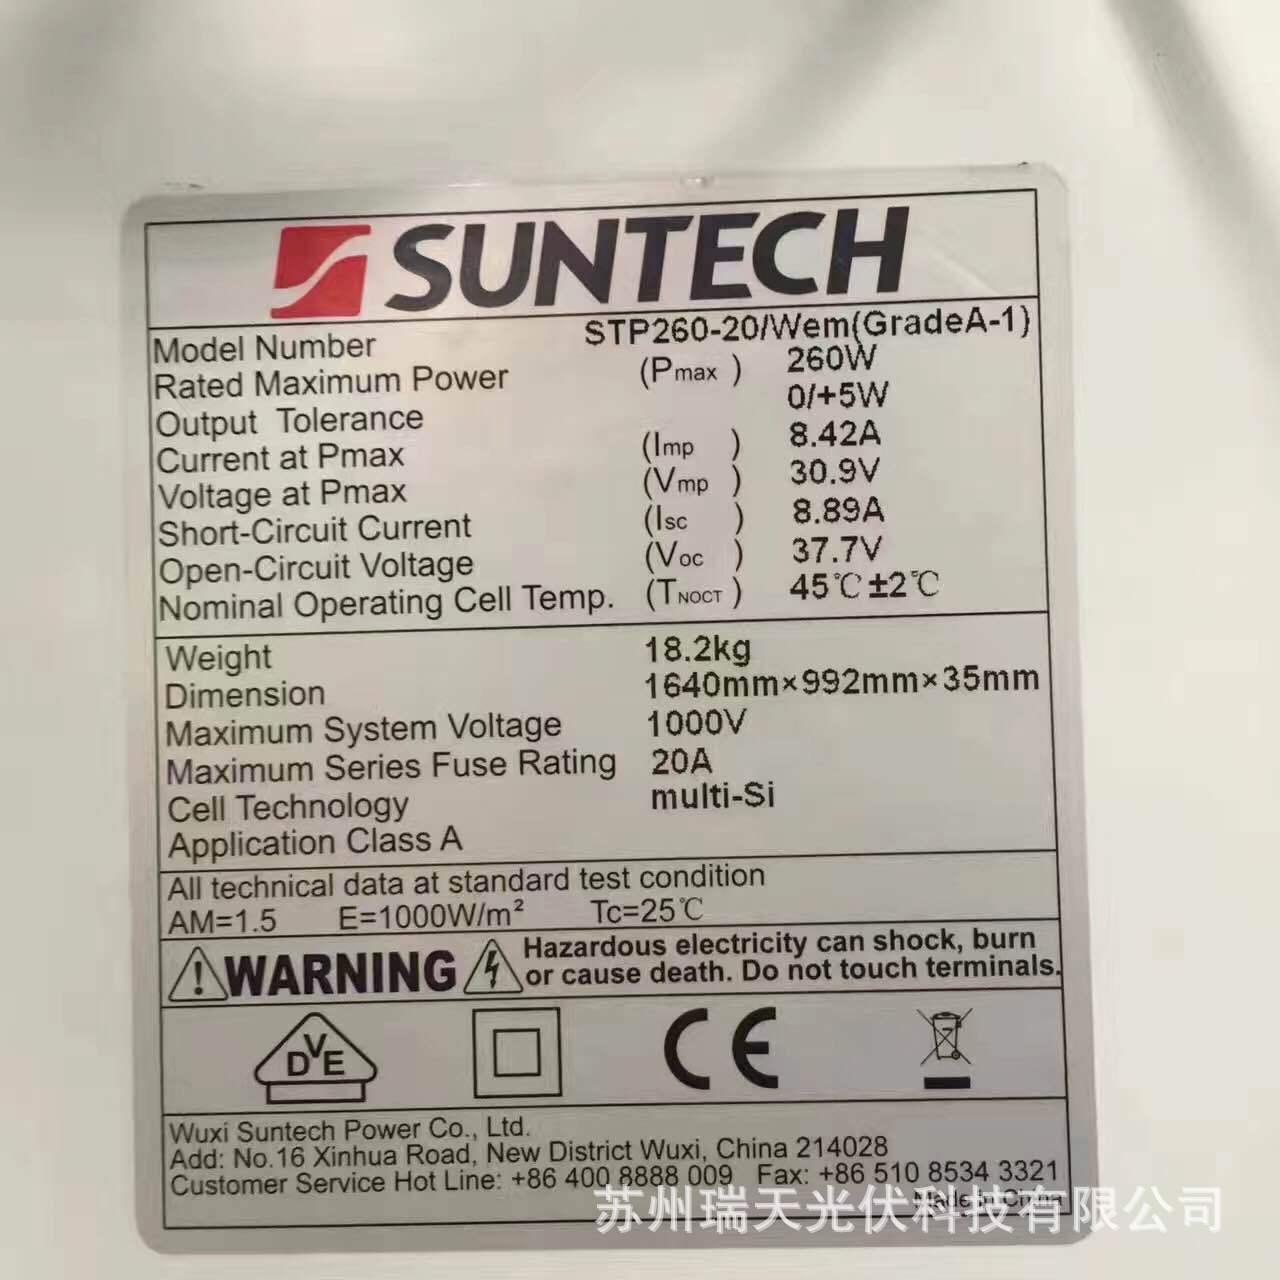 SUNTECH
Model Number STP260-20/Wem(GradeA-1)
Rated Maximum Power (Pmax) 260W
Output Tolerance 0/+5W
Current at Pmax (Imp) 8.42A
Voltage at Pmax (Vmp) 30.9V
Short-Circuit Current (Isc) 8.89A
Open-Circuit Voltage (Voc) 37.7V
Nominal Operating Cell Temp. (TNOCT) 45℃±2℃
Weight 18.2kg
Dimension 1640mm×992mm×35mm
Maximum System Voltage 1000V
Maximum Series Fuse Rating 20A
Cell Technology multi-Si
Application Class A
All technical data at standard test condition
AM=1.5 E=1000W/m² Tc=25℃
WARNING Hazardous electricity can shock, burn
or cause death. Do not touch terminals.
DVE CE
Wuxi Suntech Power Co., Ltd.
Add: No.16 Xinhua Road, New District Wuxi, China 214028
Customer Service Hot Line: +86 400 8888 009 Fax: +86 510 8534 3321
Made In China
苏州瑞天光伏科技有限公司